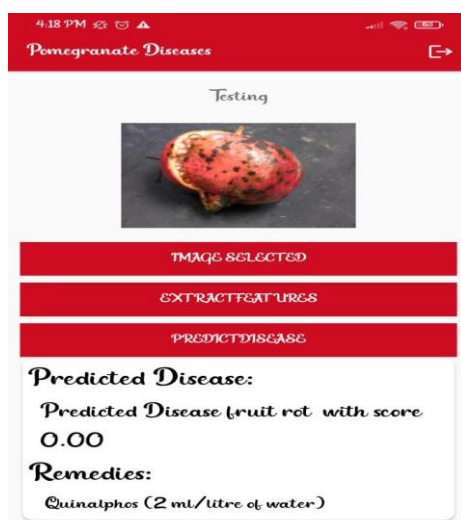 4:18 PM
Pomegranate Diseases
Testing
IMAGE SELECTED
EXTRACTFEATURES
PREDICTDISEASE
Predicted Disease:
Predicted Disease fruit rot with score
0.00
Remedies:
Quinalphos (2 ml/litre of water)